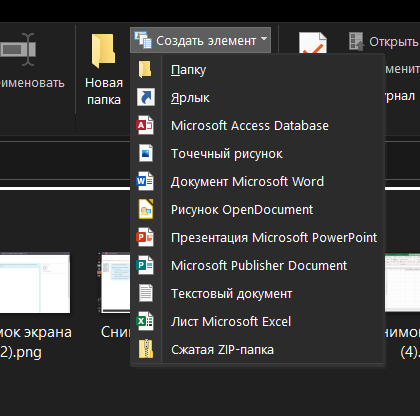 Создать элемент
Открыть
именовать
Новая
папка
Папку
Ярлык
Microsoft Access Database
Точечный рисунок
Документ Microsoft Word
Рисунок OpenDocument
Презентация Microsoft PowerPoint
Microsoft Publisher Document
Текстовый документ
Лист Microsoft Excel
Сжатая ZIP-папка
менить
урнал
мок экрана
2).png
Сни
нимо
(4).